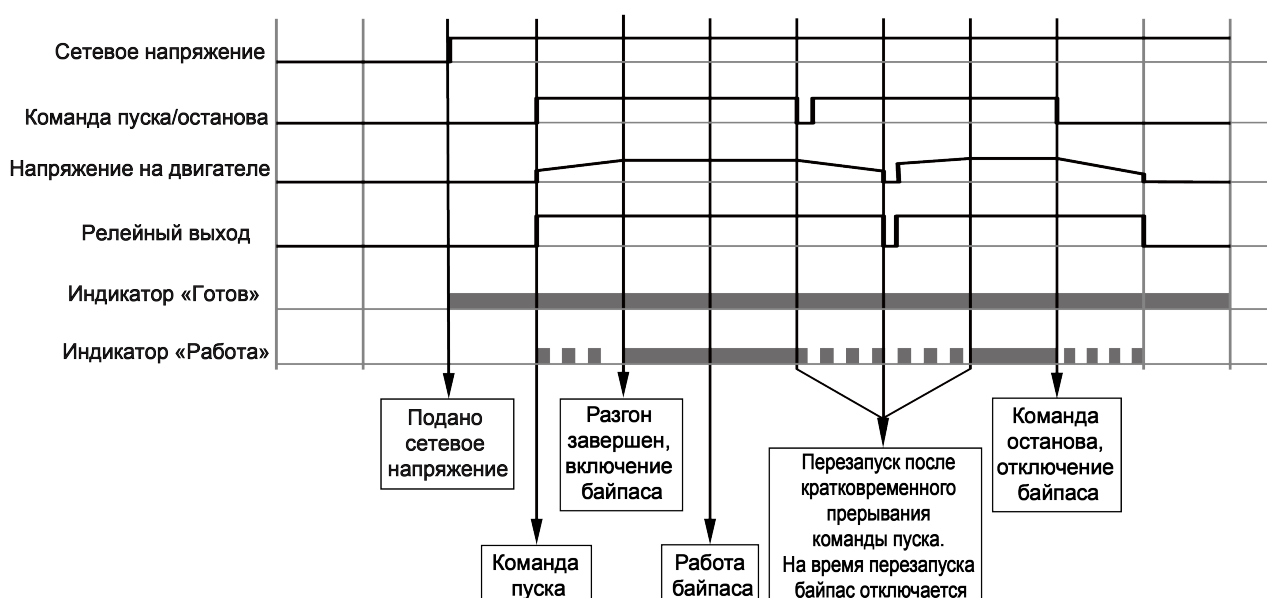 Сетевое напряжение
Команда пуска/останова
Напряжение на двигателе
Релейный выход
Индикатор «Готов»
Индикатор «Работа»
Подано
сетевое
напряжение
Команда
пуска
Разгон
завершен,
включение
байпаса
Работа
байпаса
Перезапуск после
кратковременного
прерывания
команды пуска.
На время перезапуска
байпас отключается
Команда
останова,
отключение
байпаса